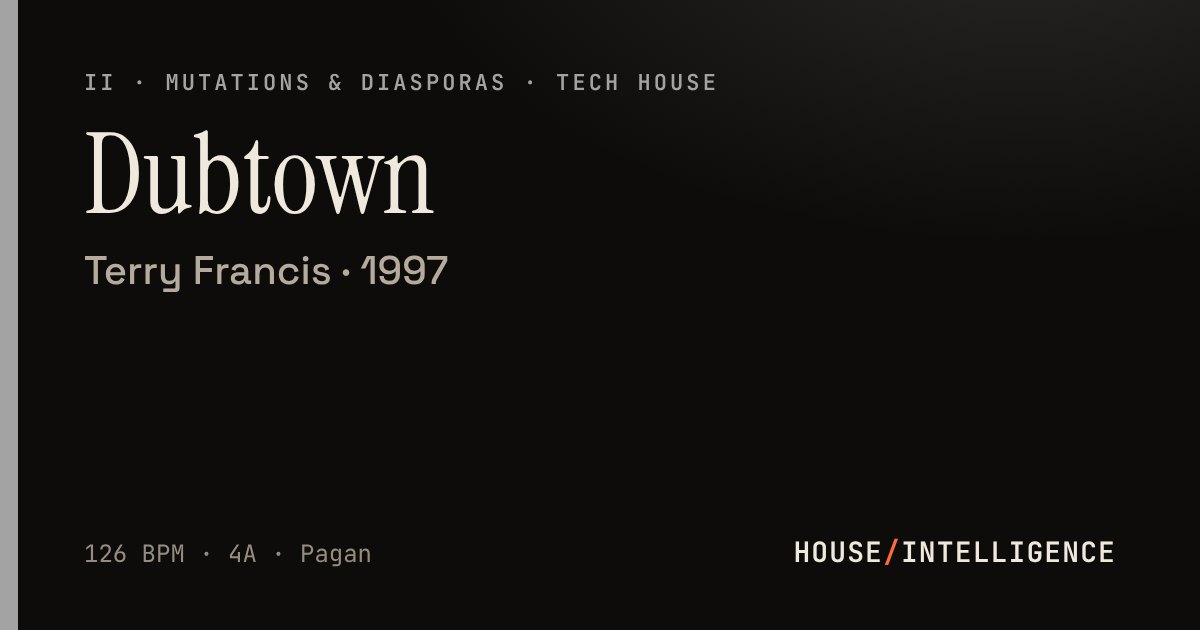 II · MUTATIONS & DIASPORAS · TECH HOUSE
Dubtown
Terry Francis · 1997
126 BPM · 4A · Pagan
HOUSE/INTELLIGENCE